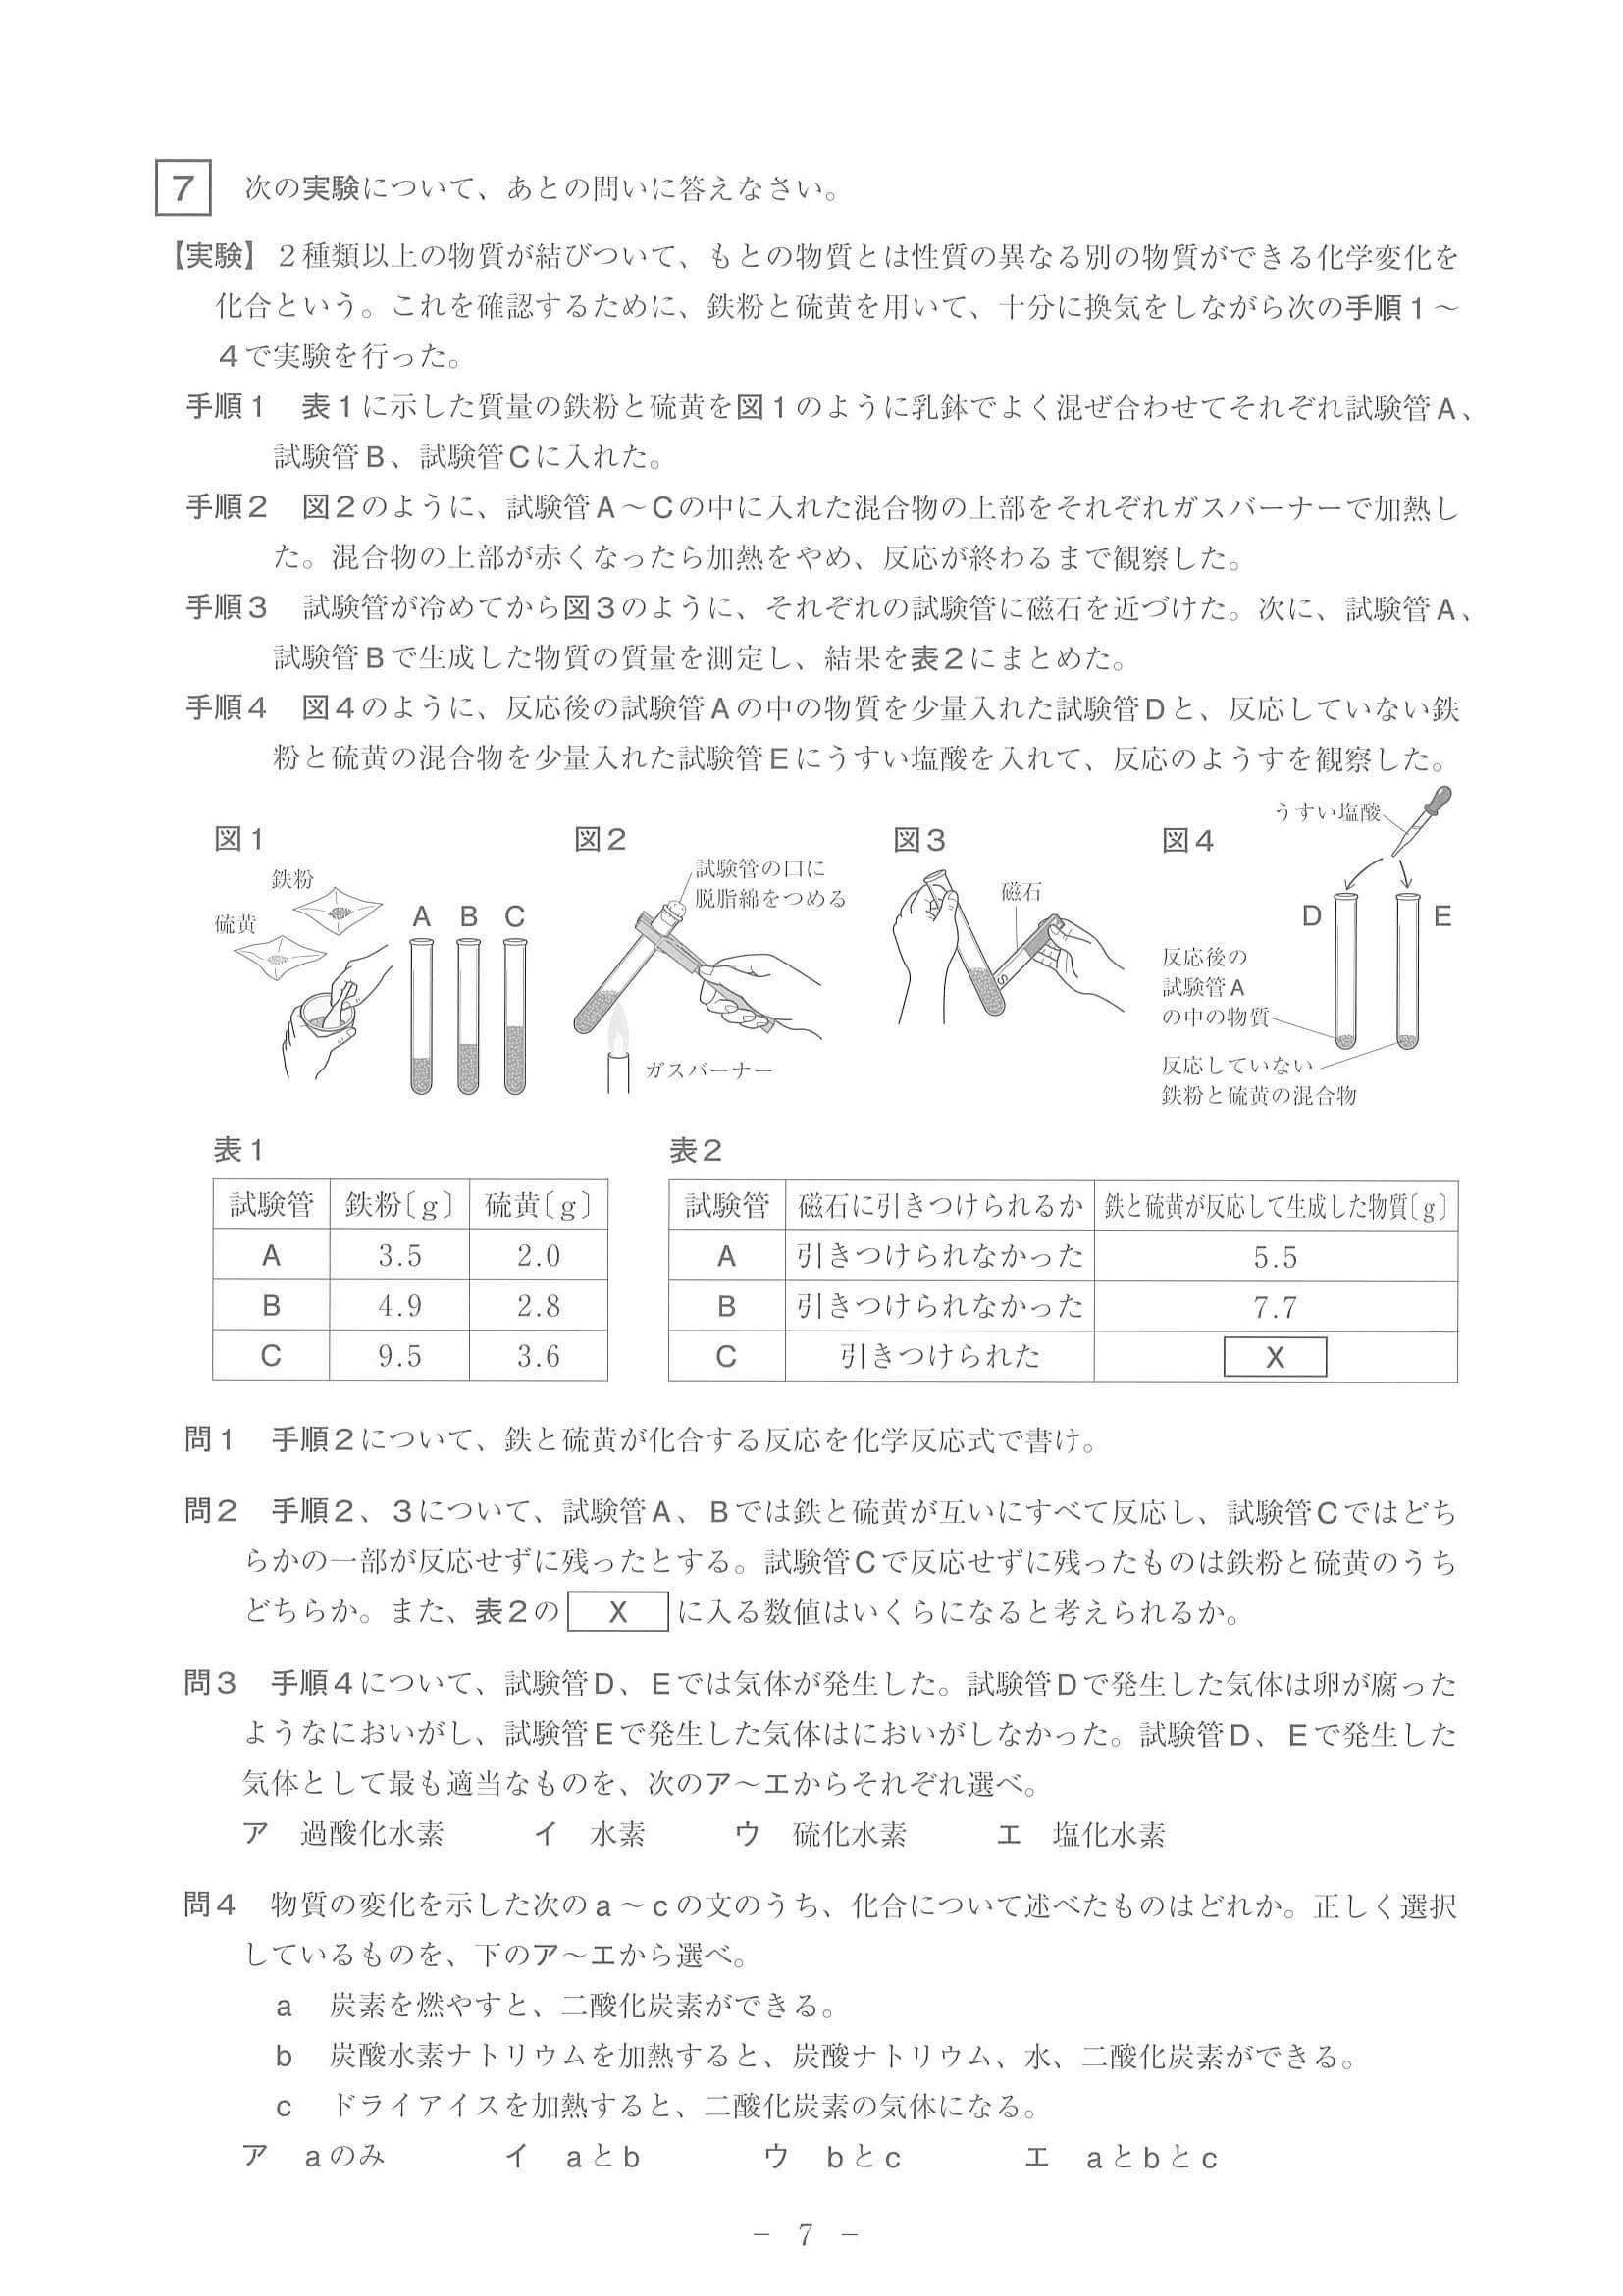 7 次の実験について、あとの問いに答えなさい。
【実験】 2種類以上の物質が結びついて、もとの物質とは性質の異なる別の物質ができる化学変化を
化合という。これを確認するために、鉄粉と硫黄を用いて、十分に換気をしながら次の手順1～
4で実験を行った。
手順1 表1に示した質量の鉄粉と硫黄を図1のように乳鉢でよく混ぜ合わせてそれぞれ試験管A、
試験管B、試験管Cに入れた。
手順2 図2のように、試験管A～Cの中に入れた混合物の上部をそれぞれガスバーナーで加熱し
た。混合物の上部が赤くなったら加熱をやめ、反応が終わるまで観察した。
手順3 試験管が冷めてから図3のように、それぞれの試験管に磁石を近づけた。次に、試験管A、
試験管Bで生成した物質の質量を測定し、結果を表2にまとめた。
手順4 図4のように、反応後の試験管Aの中の物質を少量入れた試験管Dと、反応していない鉄
粉と硫黄の混合物を少量入れた試験管Eにうすい塩酸を入れて、反応のようすを観察した。
図1
鉄粉
硫黄
A B C
図2
試験管の口に
脱脂綿をつめる
ガスバーナー
図3
磁石
S
図4
うすい塩酸
D
E
反応後の
試験管A
の中の物質
反応していない
鉄粉と硫黄の混合物
表1
試験管 鉄粉〔g〕 硫黄〔g〕
A 3.5 2.0
B 4.9 2.8
C 9.5 3.6
表2
試験管 磁石に引きつけられるか 鉄と硫黄が反応して生成した物質〔g〕
A 引きつけられなかった 5.5
B 引きつけられなかった 7.7
C 引きつけられた X
問1 手順2について、鉄と硫黄が化合する反応を化学反応式で書け。
問2 手順2、3について、試験管A、Bでは鉄と硫黄が互いにすべて反応し、試験管Cではどち
らかの一部が反応せずに残ったとする。試験管Cで反応せずに残ったものは鉄粉と硫黄のうち
どちらか。また、表2の X に入る数値はいくらになると考えられるか。
問3 手順4について、試験管D、Eでは気体が発生した。試験管Dで発生した気体は卵が腐った
ようなにおいがし、試験管Eで発生した気体はにおいがしなかった。試験管D、Eで発生した
気体として最も適当なものを、次のア～エからそれぞれ選べ。
ア 過酸化水素 イ 水素 ウ 硫化水素 エ 塩化水素
問4 物質の変化を示した次のa～cの文のうち、化合について述べたものはどれか。正しく選択
しているものを、下のア～エから選べ。
a 炭素を燃やすと、二酸化炭素ができる。
b 炭酸水素ナトリウムを加熱すると、炭酸ナトリウム、水、二酸化炭素ができる。
c ドライアイスを加熱すると、二酸化炭素の気体になる。
ア aのみ イ aとb ウ bとc エ aとbとc
－ 7 －